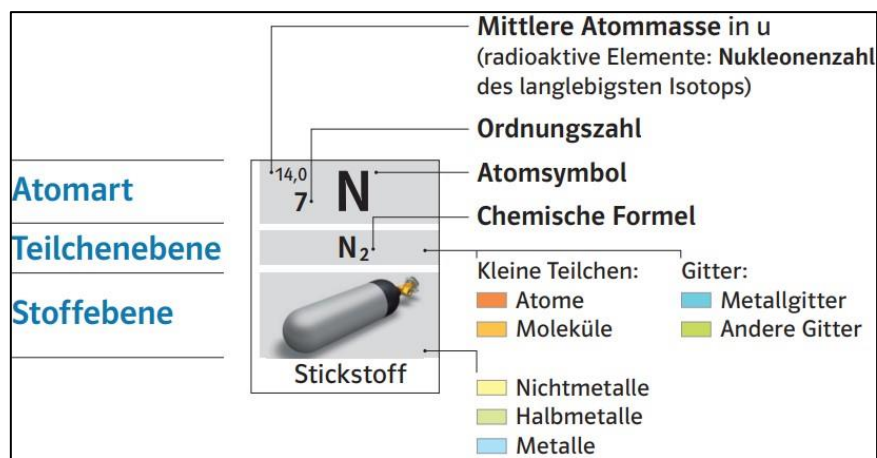 Mittlere Atommasse in u
(radioaktive Elemente: Nukleonenzahl
des langlebigsten Isotops)
Ordnungszahl
14,0
Atomart
7 N
Atomsymbol
Chemische Formel
Teilchenebene
N₂
Kleine Teilchen: Gitter:
Atome Metallgitter
Moleküle Andere Gitter
Stoffebene
Stickstoff
Nichtmetalle
Halbmetalle
Metalle